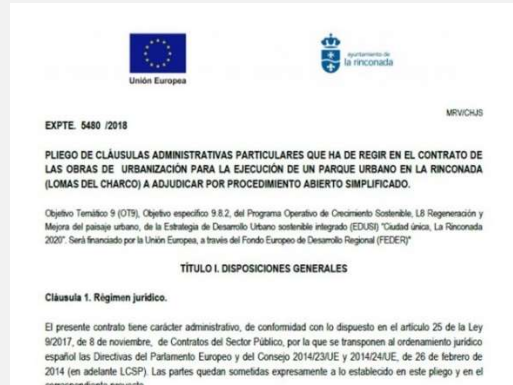 Unión Europea
ayuntamiento de
la rinconada
MRV/CHJS
EXPTE. 5480 /2018
PLIEGO DE CLÁUSULAS ADMINISTRATIVAS PARTICULARES QUE HA DE REGIR EN EL CONTRATO DE
LAS OBRAS DE URBANIZACIÓN PARA LA EJECUCIÓN DE UN PARQUE URBANO EN LA RINCONADA
(LOMAS DEL CHARCO) A ADJUDICAR POR PROCEDIMIENTO ABIERTO SIMPLIFICADO.
Objetivo Temático 9 (OT9), Objetivo específico 9.8.2, del Programa Operativo de Crecimiento Sostenible, L8 Regeneración y
Mejora del paisaje urbano, de la Estrategia de Desarrollo Urbano sostenible integrado (EDUSI) "Ciudad única, La Rinconada
2020". Será financiado por la Unión Europea, a través del Fondo Europeo de Desarrollo Regional (FEDER)"
TÍTULO I. DISPOSICIONES GENERALES
Cláusula 1. Régimen jurídico.
El presente contrato tiene carácter administrativo, de conformidad con lo dispuesto en el artículo 25 de la Ley
9/2017, de 8 de noviembre, de Contratos del Sector Público, por la que se transponen al ordenamiento jurídico
español las Directivas del Parlamento Europeo y del Consejo 2014/23/UE y 2014/24/UE, de 26 de febrero de
2014 (en adelante LCSP). Las partes quedan sometidas expresamente a lo establecido en este pliego y en el
correspondiente proyecto